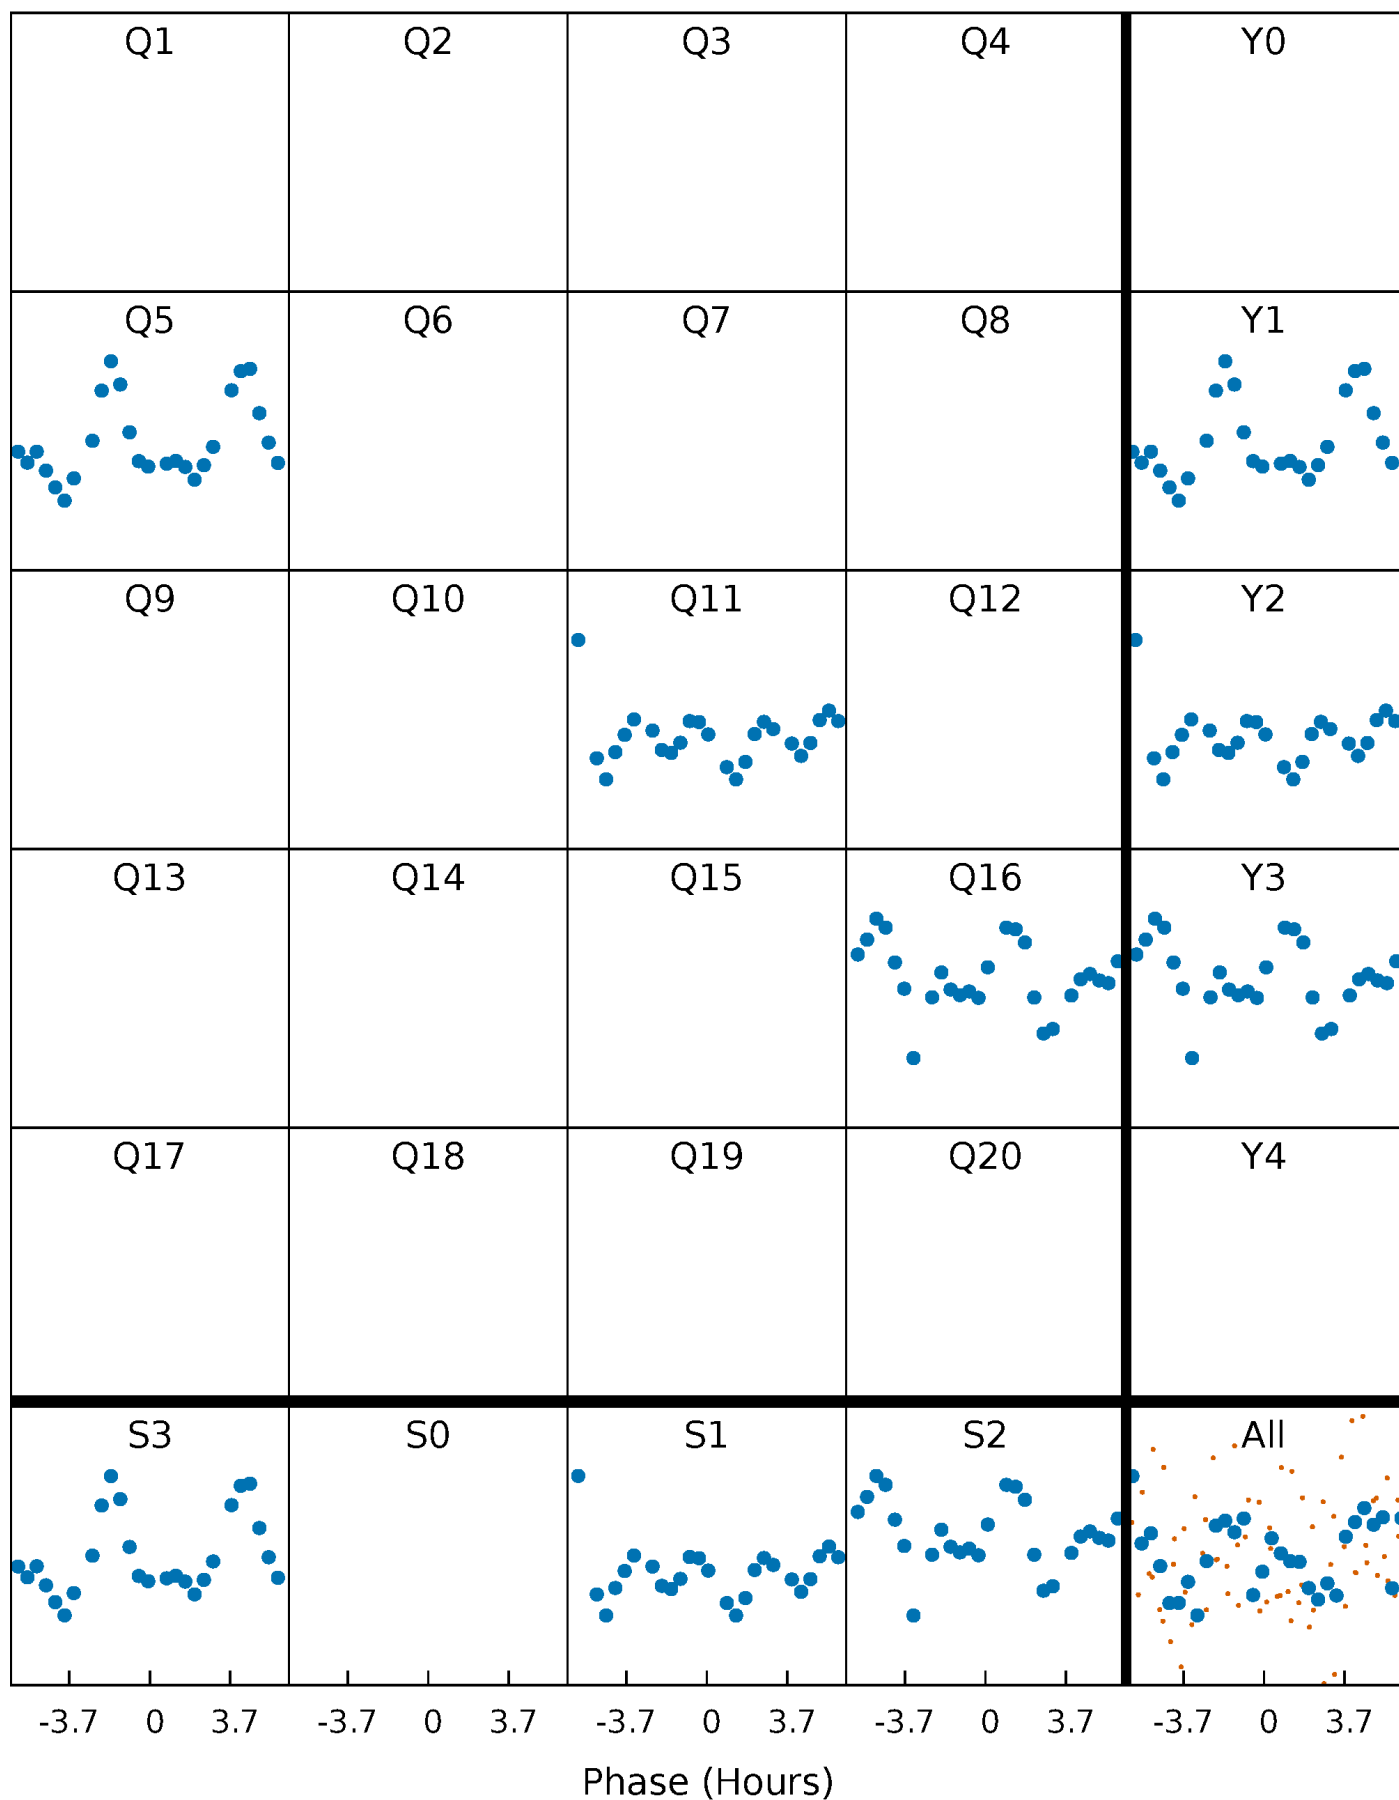 Q1 Q2 Q3 Q4 Y0
Q5 Q6 Q7 Q8 Y1
Q9 Q10 Q11 Q12 Y2
Q13 Q14 Q15 Q16 Y3
Q17 Q18 Q19 Q20 Y4
S3 S0 S1 S2 All
-3.7 0 3.7 -3.7 0 3.7 -3.7 0 3.7 -3.7 0 3.7 -3.7 0 3.7
Phase (Hours)